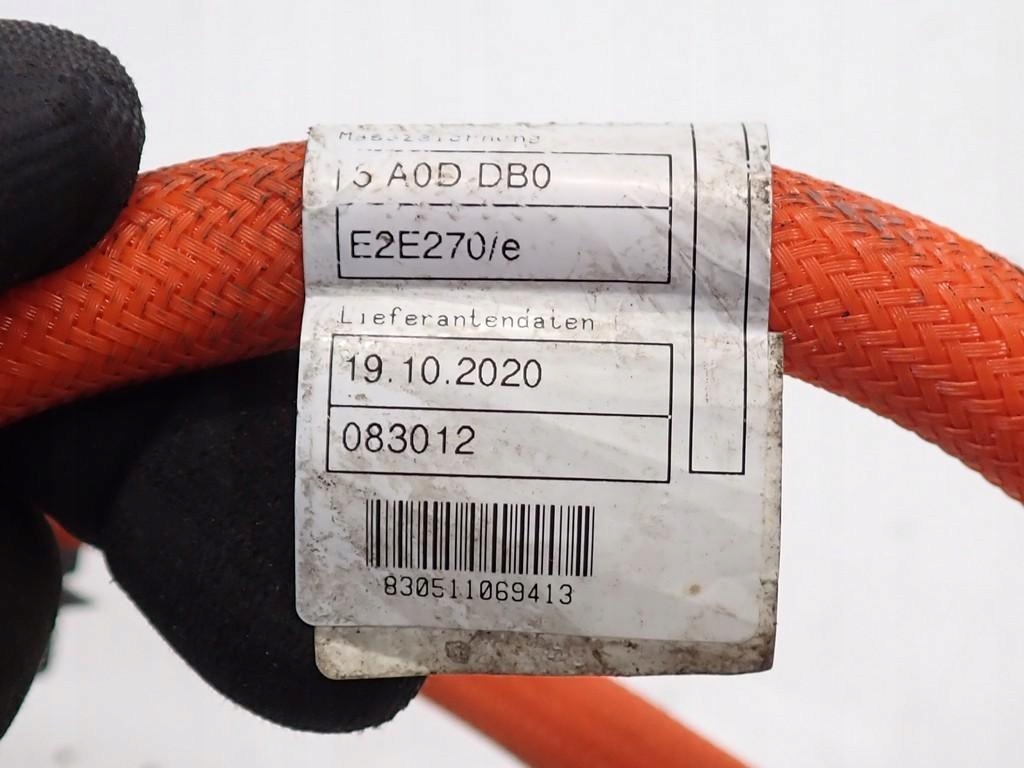 A0D DB0
E2E270/e
Lieferantendaten
19.10.2020
083012
830511069413